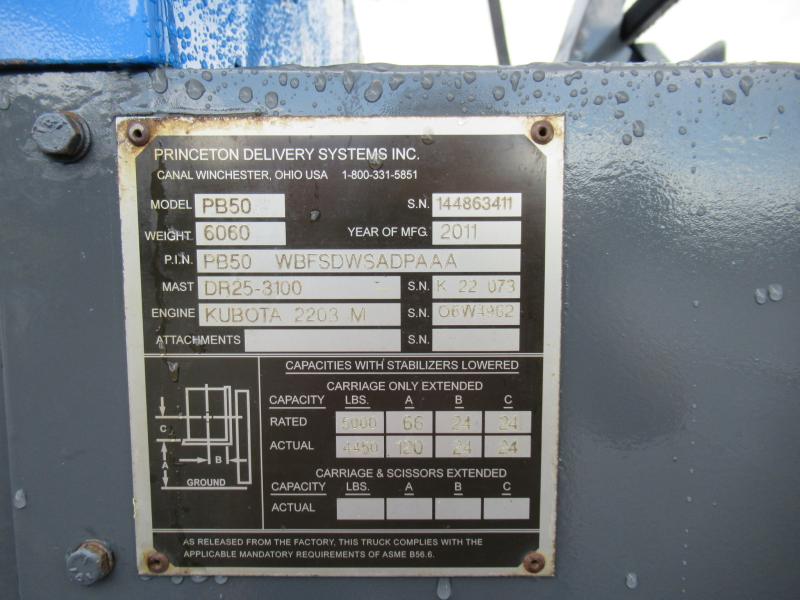 PRINCETON DELIVERY SYSTEMS INC.
CANAL WINCHESTER, OHIO USA 1-800-331-5851
MODEL PB50 S.N. 144863411
WEIGHT 6060 YEAR OF MFG. 2011
P.I.N. PB50 WBFSDWSADPAAA
MAST DR25-3100 S.N. K 22 073
ENGINE KUBOTA 2203 M S.N. 06W4962
ATTACHMENTS S.N.
CAPACITIES WITH STABILIZERS LOWERED
CARRIAGE ONLY EXTENDED
CAPACITY LBS. A B C
RATED 5000 66 24 24
ACTUAL 4450 120 24 24
CARRIAGE & SCISSORS EXTENDED
CAPACITY LBS. A B C
ACTUAL
C
B
A
GROUND
AS RELEASED FROM THE FACTORY, THIS TRUCK COMPLIES WITH THE
APPLICABLE MANDATORY REQUIREMENTS OF ASME B56.6.